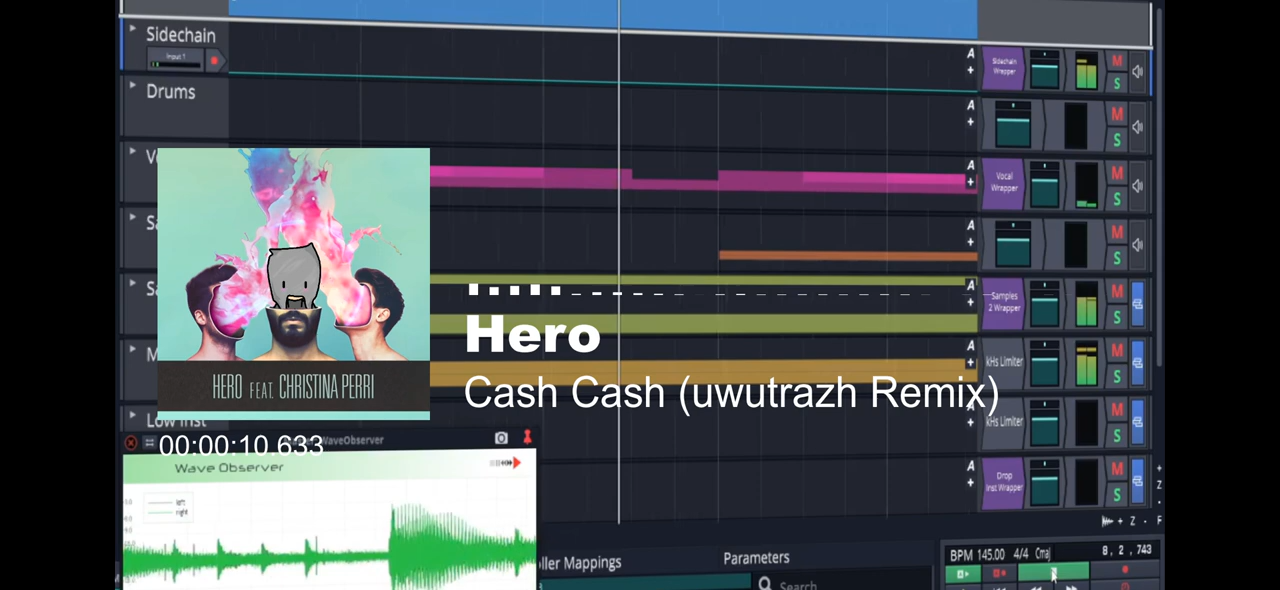 Sidechain
Input 1
Drums
A
+
Sidechain
Wrapper
M
S
A
+
M
S
A
+
Vocal
Wrapper
M
S
A
+
M
S
A
+
Samples
2 Wrapper
M
S
A
+
kHs Limiter
M
S
A
+
kHs Limiter
M
S
A
+
Drop
Inst Wrapper
M
S
HERO FEAT. CHRISTINA PERRI
Hero
Cash Cash (uwutrazh Remix)
Low Inst
00:00:10.633
WaveObserver
Wave Observer
left
right
ller Mappings
Parameters
Search
+ Z - F
BPM 145.00 4/4 Cmaj
8, 2, 743